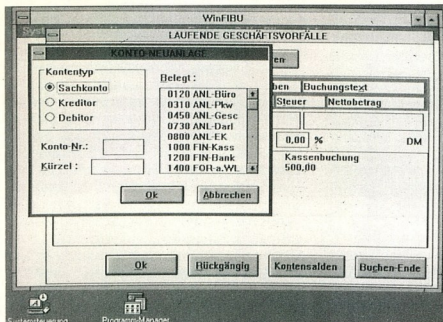 WinFIBU
LAUFENDE GESCHÄFTSVORFÄLLE
KONTO-NEUANLAGE
Kontentyp
Sachkonto
Kreditor
Debitor
Konto-Nr.:
Kürzel :
Belegt :
0120 ANL-Büro
0310 ANL-Pkw
0450 ANL-Gesc
0730 ANL-Darl
0800 ANL-EK
1000 FIN-Kass
1200 FIN-Bank
1400 FOR-a.WL
Ok
Abbrechen
Buchungstext
Steuer
Nettobetrag
0,00 %
DM
Kassenbuchung
500,00
Ok
Rückgängig
Kontensalden
Buchen-Ende
Systemsteuerung
Programm-Manager